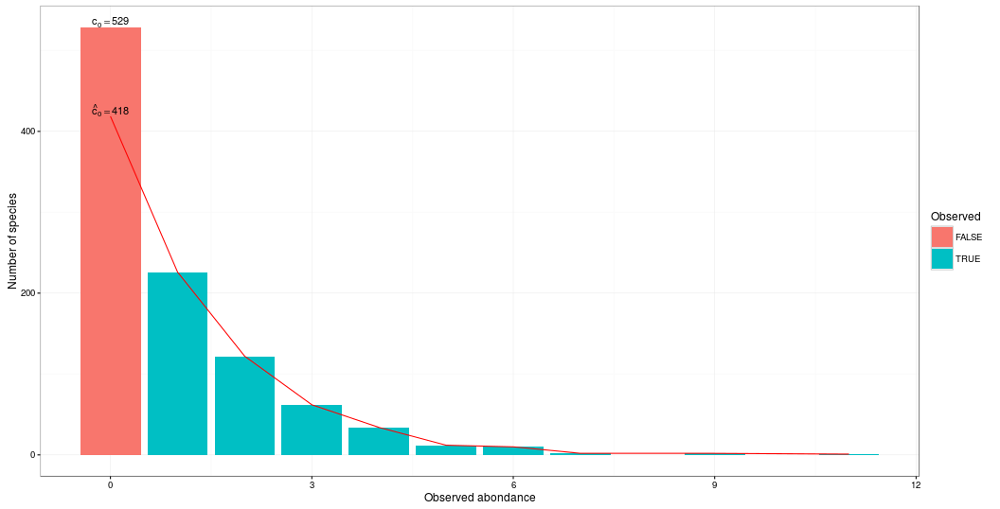 c₀ = 529
ĉ₀ = 418
400
200
0
0
3
6
9
12
Number of species
Observed abondance
Observed
FALSE
TRUE